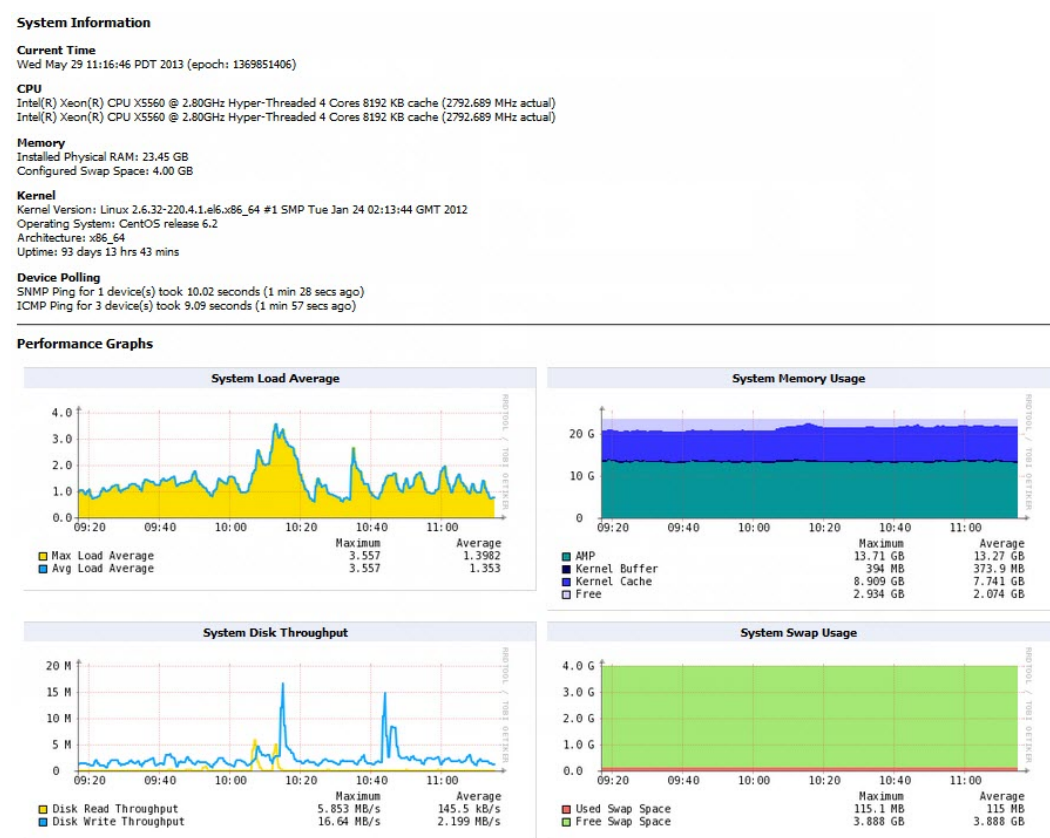 System Information
Current Time
Wed May 29 11:16:46 PDT 2013 (epoch: 1369851406)
CPU
Intel(R) Xeon(R) CPU X5560 @ 2.80GHz Hyper-Threaded 4 Cores 8192 KB cache (2792.689 MHz actual)
Intel(R) Xeon(R) CPU X5560 @ 2.80GHz Hyper-Threaded 4 Cores 8192 KB cache (2792.689 MHz actual)
Memory
Installed Physical RAM: 23.45 GB
Configured Swap Space: 4.00 GB
Kernel
Kernel Version: Linux 2.6.32-220.4.1.el6.x86_64 #1 SMP Tue Jan 24 02:13:44 GMT 2012
Operating System: CentOS release 6.2
Architecture: x86_64
Uptime: 93 days 13 hrs 43 mins
Device Polling
SNMP Ping for 1 device(s) took 10.02 seconds (1 min 28 secs ago)
ICMP Ping for 3 device(s) took 9.09 seconds (1 min 57 secs ago)
Performance Graphs
System Load Average
4.0
3.0
2.0
1.0
0.0
09:20 09:40 10:00 10:20 10:40 11:00
RRDTOOL / TOBI OETIKER
Maximum Average
Max Load Average 3.557 1.3982
Avg Load Average 3.557 1.353
System Memory Usage
20 G
10 G
0
09:20 09:40 10:00 10:20 10:40 11:00
RRDTOOL / TOBI OETIKER
Maximum Average
AMP 13.71 GB 13.27 GB
Kernel Buffer 394 MB 373.9 MB
Kernel Cache 8.909 GB 7.741 GB
Free 2.934 GB 2.074 GB
System Disk Throughput
20 M
15 M
10 M
5 M
0
09:20 09:40 10:00 10:20 10:40 11:00
RRDTOOL / TOBI OETIKER
Maximum Average
Disk Read Throughput 5.853 MB/s 145.5 kB/s
Disk Write Throughput 16.64 MB/s 2.199 MB/s
System Swap Usage
4.0 G
3.0 G
2.0 G
1.0 G
0.0
09:20 09:40 10:00 10:20 10:40 11:00
RRDTOOL / TOBI OETIKER
Maximum Average
Used Swap Space 115.1 MB 115 MB
Free Swap Space 3.888 GB 3.888 GB